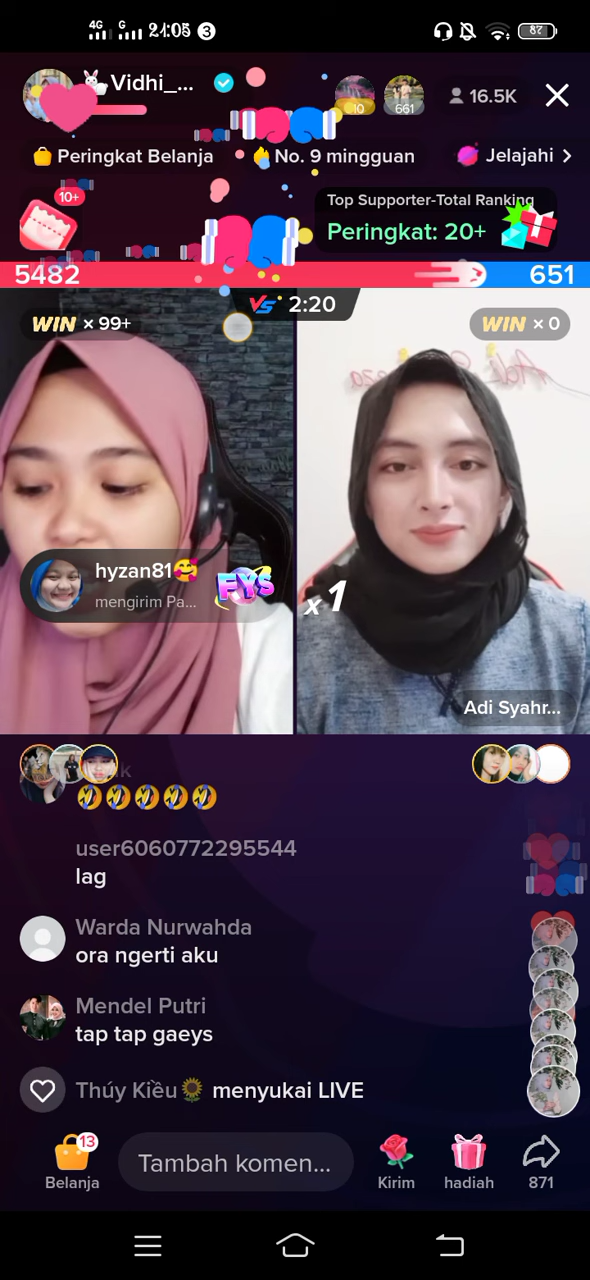 4G G 21:05 3 87
Vidhi_...
10 661 16.5K
Peringkat Belanja No. 9 mingguan Jelajahi
10+
Top Supporter-Total Ranking
Peringkat: 20+
5482 651
VS 2:20
WIN × 99+ WIN × 0
hyzan81
mengirim Pa...
FYS
x1
Adi Syahr...
user6060772295544
lag
Warda Nurwahda
ora ngerti aku
Mendel Putri
tap tap gaeys
Thúy Kiều🌻 menyukai LIVE
13
Belanja
Tambah komen...
Kirim hadiah 871